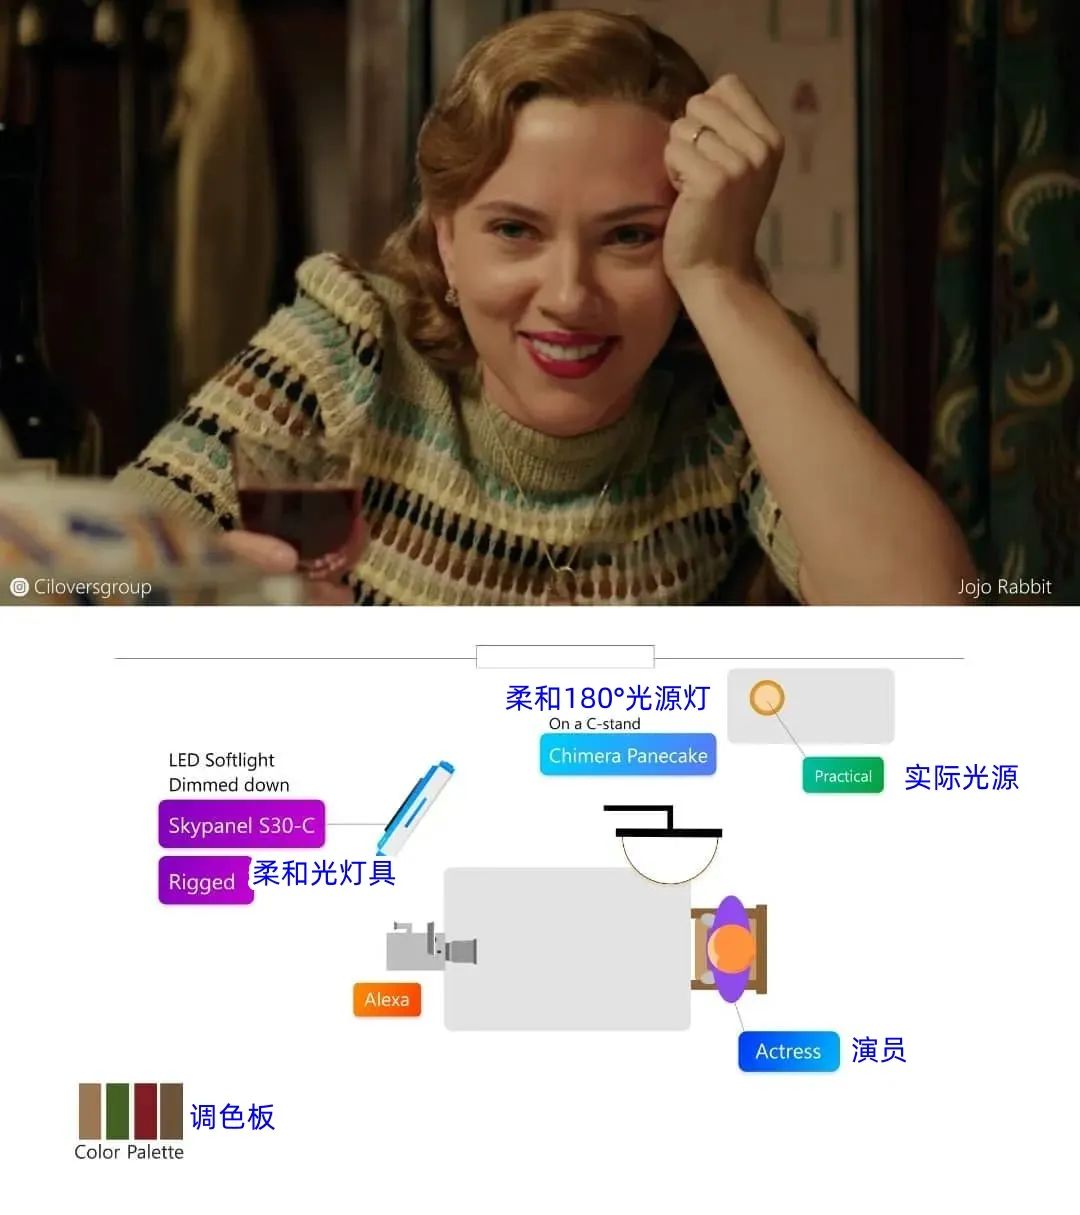 Ciloversgroup
Jojo Rabbit
柔和180°光源灯
On a C-stand
Chimera Panecake
Practical
实际光源
LED Softlight
Dimmed down
Skypanel S30-C
Rigged
柔和光灯具
Alexa
Actress
演员
调色板
Color Palette